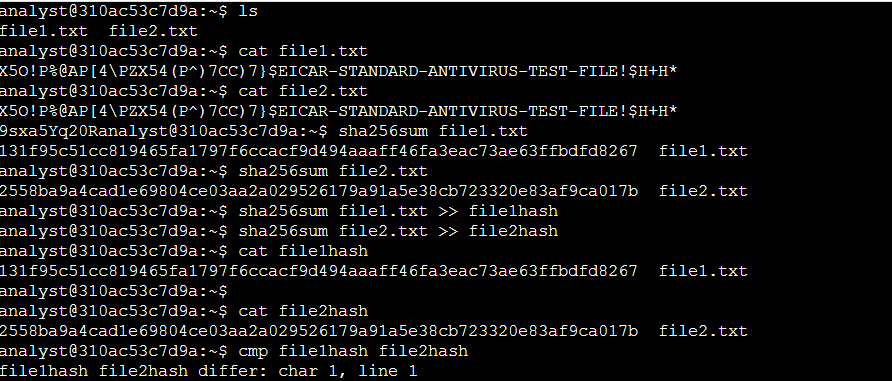 analyst@310ac53c7d9a:~$ ls
file1.txt  file2.txt
analyst@310ac53c7d9a:~$ cat file1.txt
X5O!P%@AP[4\PZX54(P^)7CC)7}$EICAR-STANDARD-ANTIVIRUS-TEST-FILE!$H+H*
analyst@310ac53c7d9a:~$ cat file2.txt
X5O!P%@AP[4\PZX54(P^)7CC)7}$EICAR-STANDARD-ANTIVIRUS-TEST-FILE!$H+H*
9sxa5Yq20Ranalyst@310ac53c7d9a:~$ sha256sum file1.txt
131f95c51cc819465fa1797f6ccacf9d494aaaff46fa3eac73ae63ffbdfd8267  file1.txt
analyst@310ac53c7d9a:~$ sha256sum file2.txt
2558ba9a4cad1e69804ce03aa2a029526179a91a5e38cb723320e83af9ca017b  file2.txt
analyst@310ac53c7d9a:~$ sha256sum file1.txt >> file1hash
analyst@310ac53c7d9a:~$ sha256sum file2.txt >> file2hash
analyst@310ac53c7d9a:~$ cat file1hash
131f95c51cc819465fa1797f6ccacf9d494aaaff46fa3eac73ae63ffbdfd8267  file1.txt
analyst@310ac53c7d9a:~$
analyst@310ac53c7d9a:~$ cat file2hash
2558ba9a4cad1e69804ce03aa2a029526179a91a5e38cb723320e83af9ca017b  file2.txt
analyst@310ac53c7d9a:~$ cmp file1hash file2hash
file1hash file2hash differ: char 1, line 1